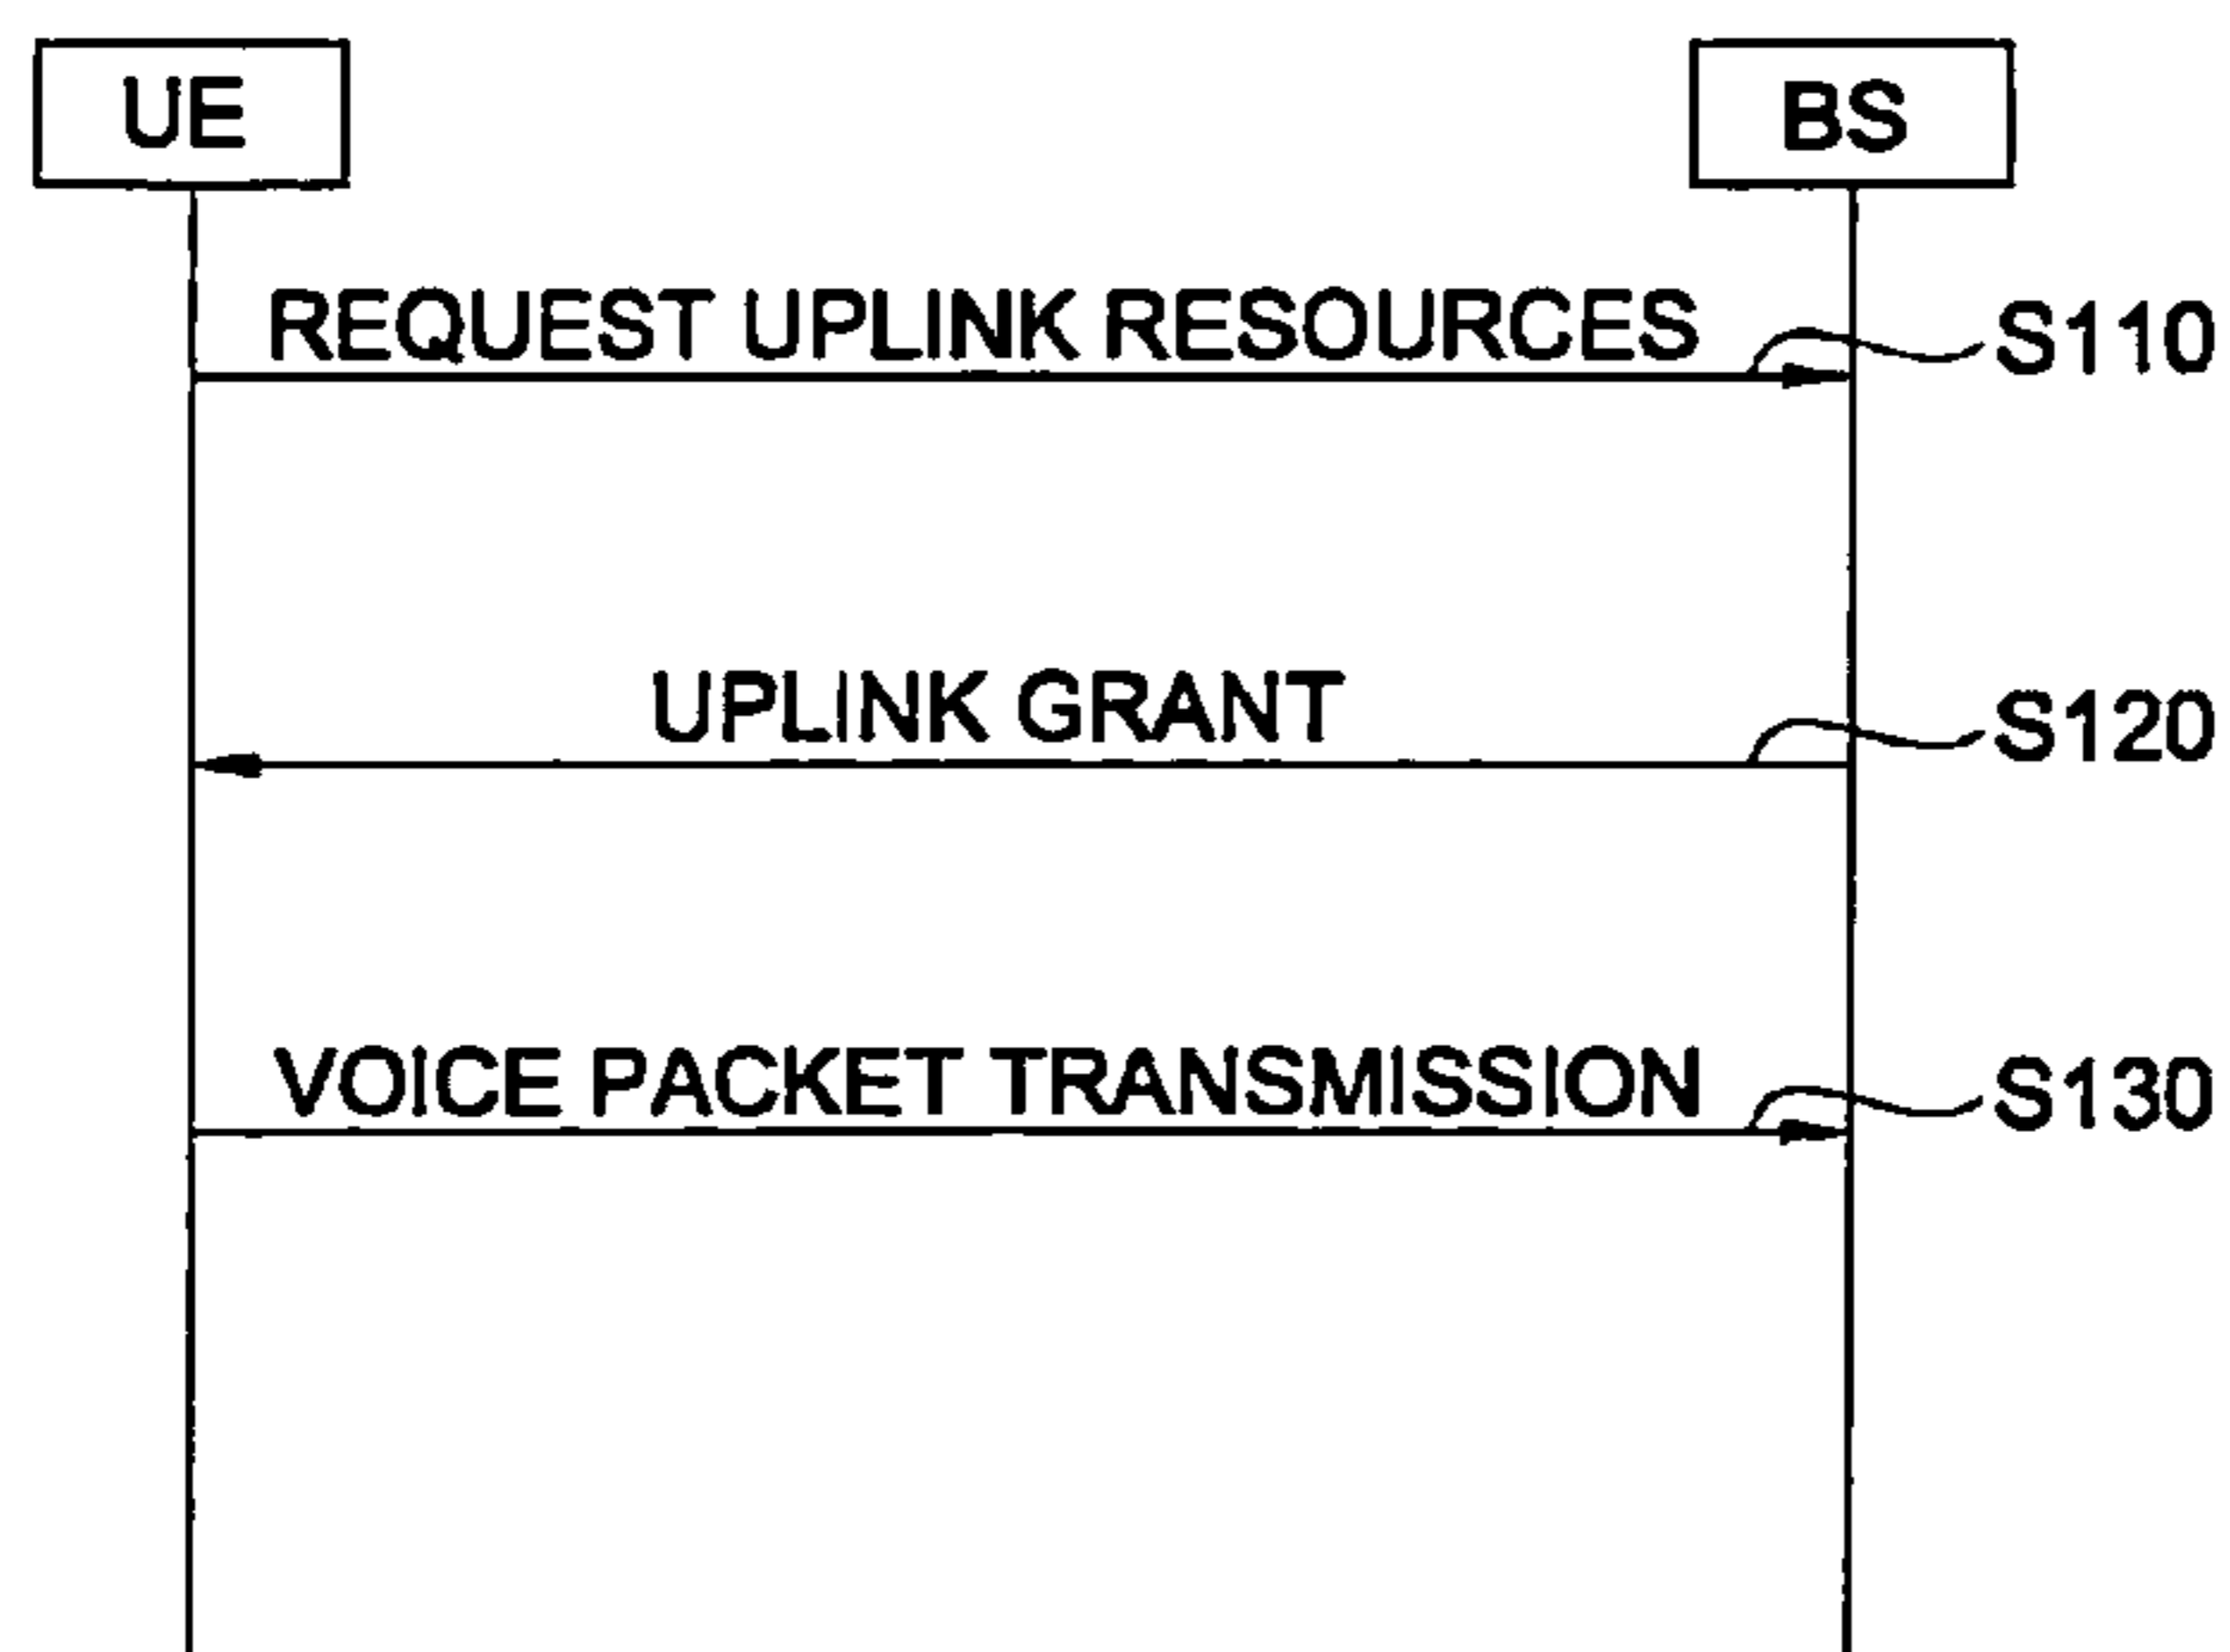 UE
BS
REQUEST UPLINK RESOURCES
S110
UPLINK GRANT
S120
VOICE PACKET TRANSMISSION
S130